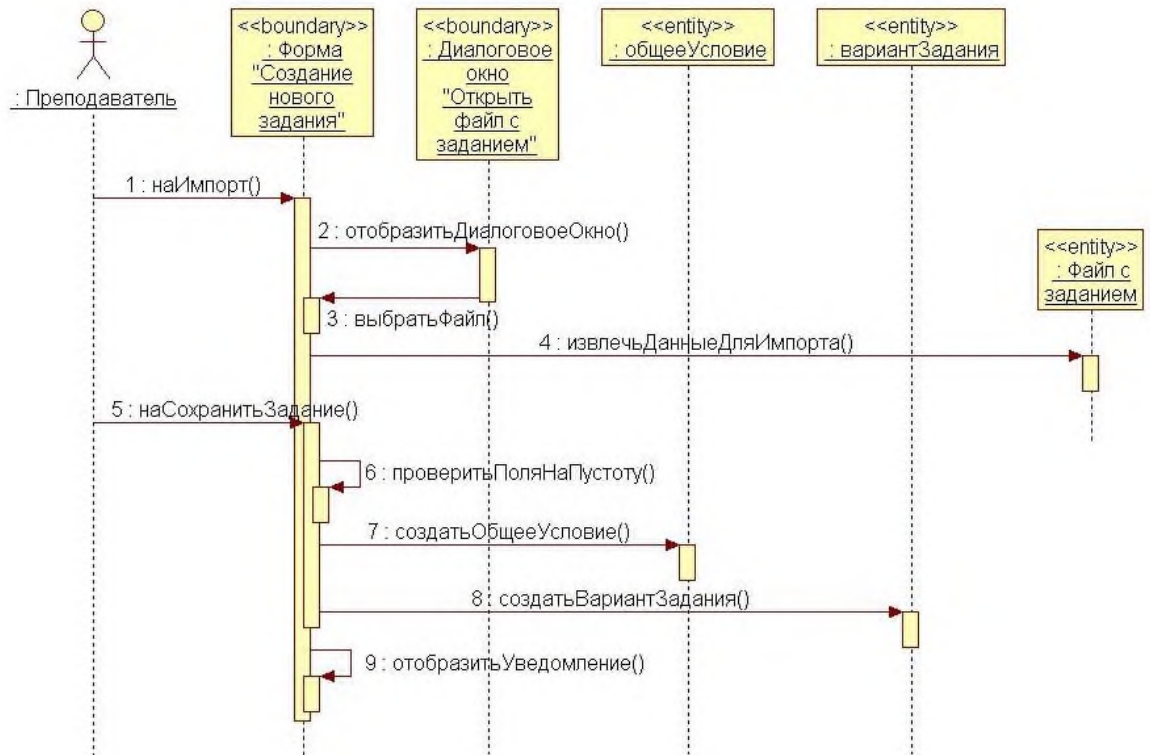 : Преподаватель
<<boundary>>
: Форма
"Создание
нового
задания"
<<boundary>>
: Диалоговое
окно
"Открыть
файл с
заданием"
<<entity>>
: общееУсловие
<<entity>>
: вариантЗадания
<<entity>>
: Файл с
заданием
1 : наИмпорт()
2 : отобразитьДиалоговоеОкно()
3 : выбратьФайл()
4 : извлечьДанныеДляИмпорта()
5 : наСохранитьЗадание()
6 : проверитьПоляНаПустоту()
7 : создатьОбщееУсловие()
8 : создатьВариантЗадания()
9 : отобразитьУведомление()